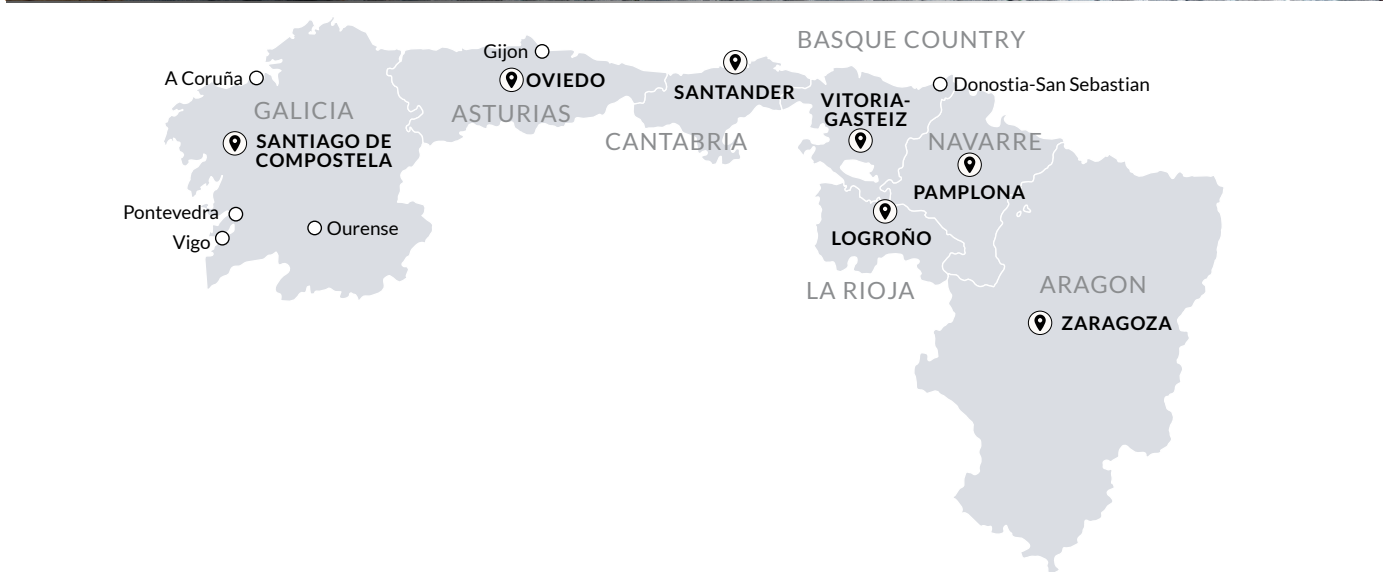 BASQUE COUNTRY
Gijon
A Coruña
OVIEDO
Donostia-San Sebastian
SANTANDER
VITORIA-
GASTEIZ
GALICIA
ASTURIAS
CANTABRIA
NAVARRE
SANTIAGO DE
COMPOSTELA
PAMPLONA
Pontevedra
Vigo
Ourense
LOGROÑO
LA RIOJA
ARAGON
ZARAGOZA